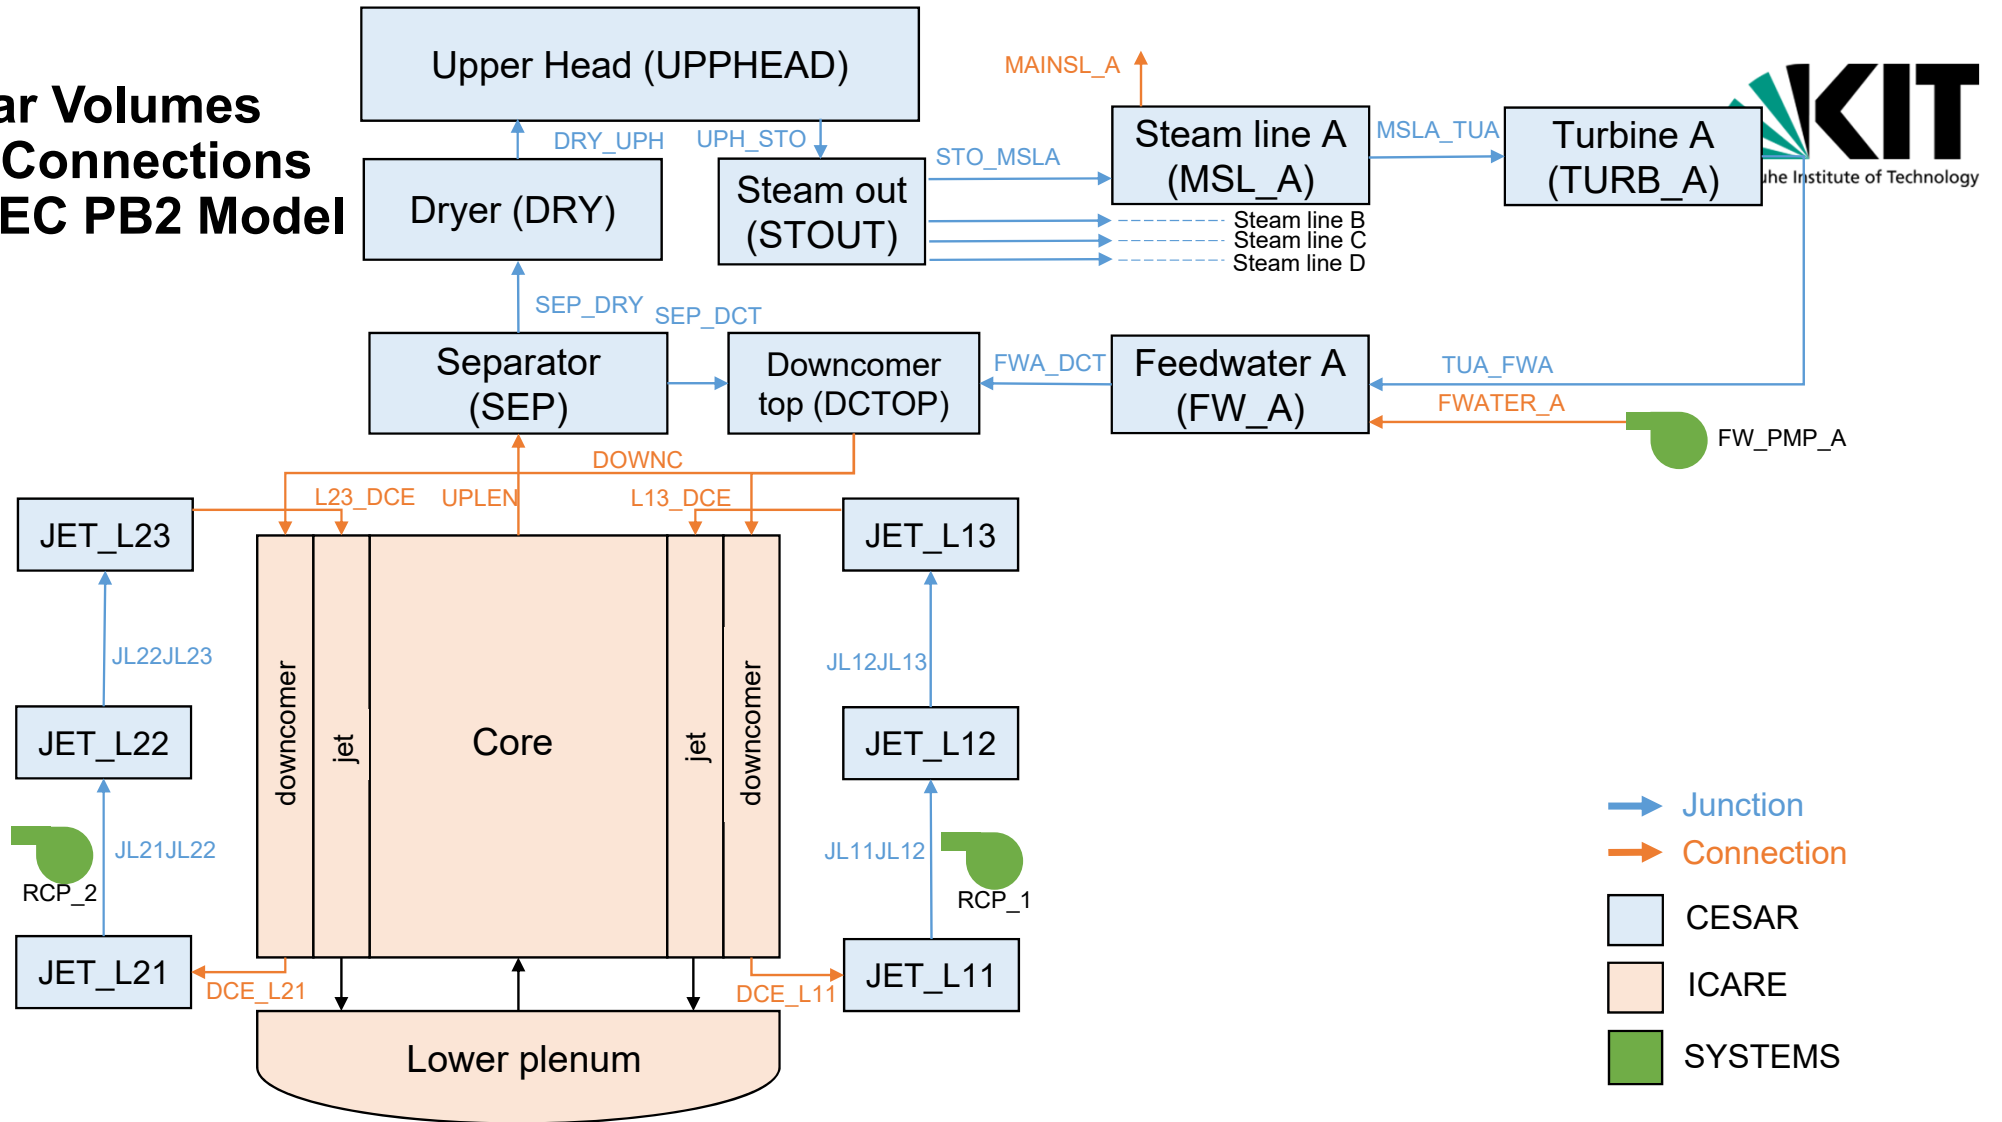 ar Volumes
Connections
EC PB2 Model
Upper Head (UPPHEAD)
MAINSL_A
KIT
uhe Institute of Technology
DRY_UPH
UPH_STO
STO_MSLA
Steam line A
(MSL_A)
MSLA_TUA
Turbine A
(TURB_A)
Dryer (DRY)
Steam out
(STOUT)
Steam line B
Steam line C
Steam line D
SEP_DRY
SEP_DCT
Separator
(SEP)
Downcomer
top (DCTOP)
FWA_DCT
Feedwater A
(FW_A)
TUA_FWA
FWATER_A
FW_PMP_A
DOWNC
L23_DCE
UPLEN
L13_DCE
JET_L23
JET_L13
JL22JL23
JL12JL13
downcomer
jet
Core
jet
downcomer
JET_L22
JET_L12
JL21JL22
JL11JL12
RCP_2
RCP_1
JET_L21
JET_L11
DCE_L21
DCE_L11
Lower plenum
Junction
Connection
CESAR
ICARE
SYSTEMS